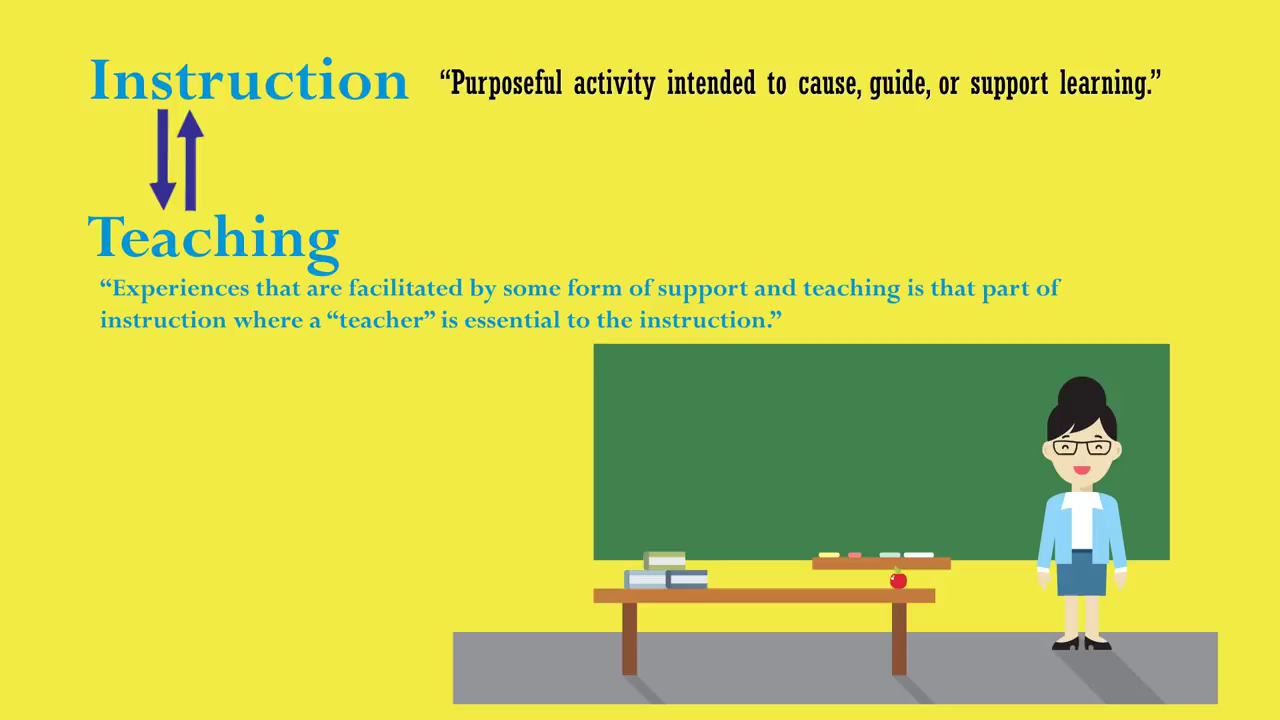 Instruction “Purposeful activity intended to cause, guide, or support learning.”
Teaching
“Experiences that are facilitated by some form of support and teaching is that part of
instruction where a “teacher” is essential to the instruction.”